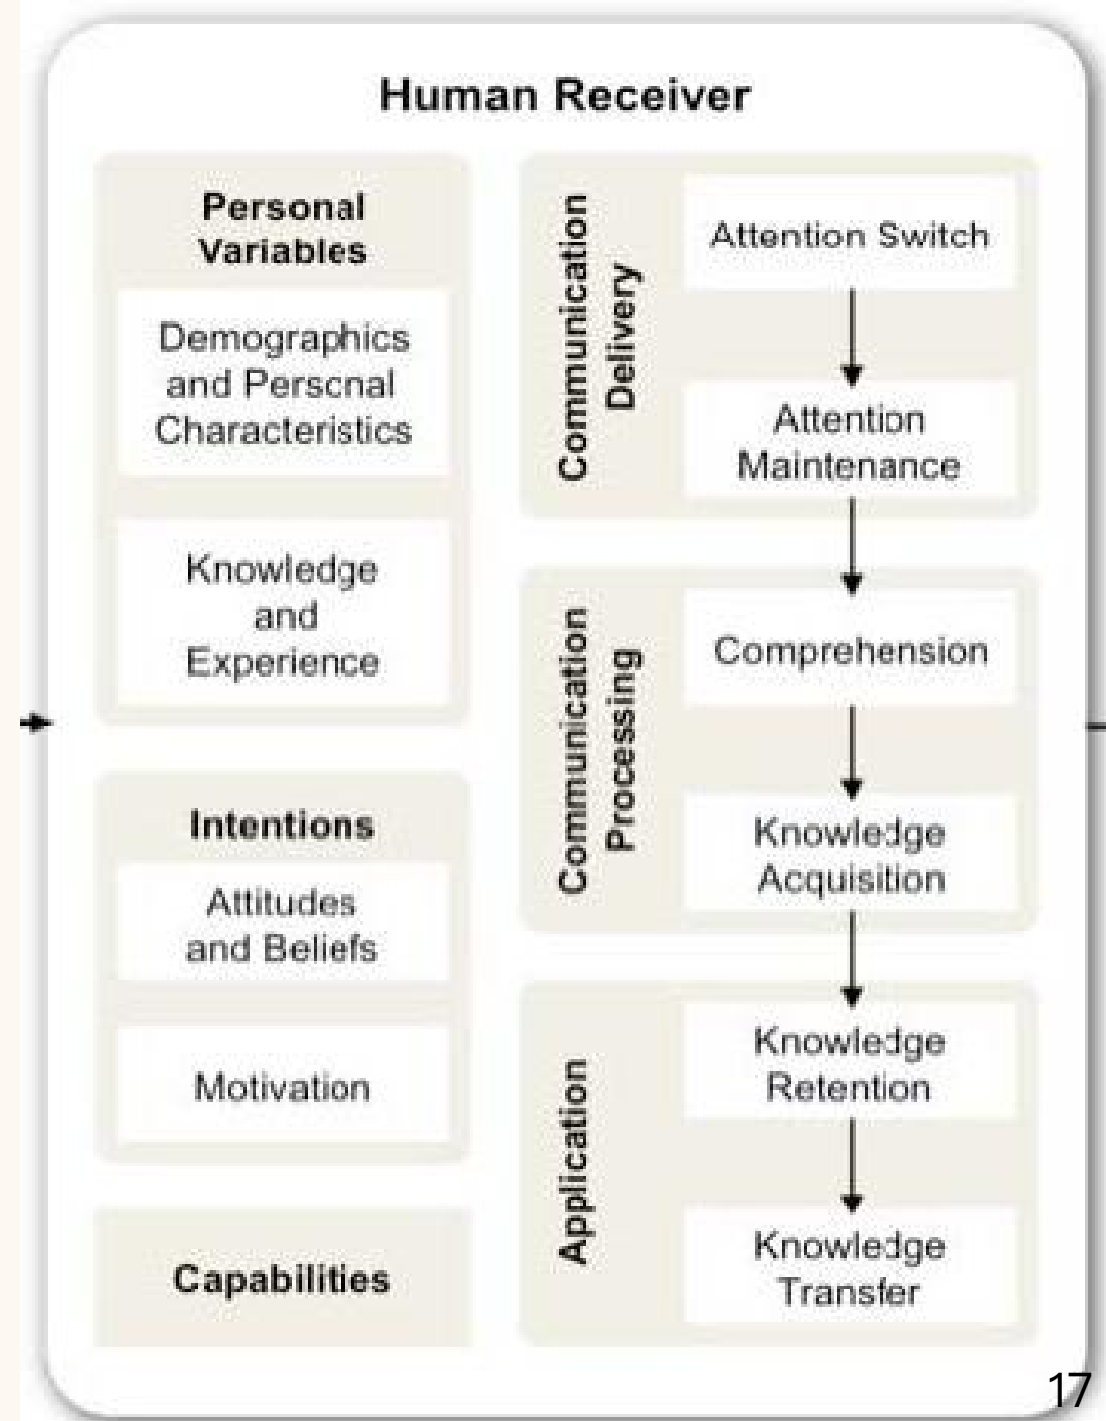 Human Receiver
Personal
Variables
Demographics
and Personal
Characteristics
Knowledge
and
Experience
Intentions
Attitudes
and Beliefs
Motivation
Capabilities
Communication
Delivery
Attention Switch
Attention
Maintenance
Communication
Processing
Comprehension
Knowledge
Acquisition
Application
Knowledge
Retention
Knowledge
Transfer
17